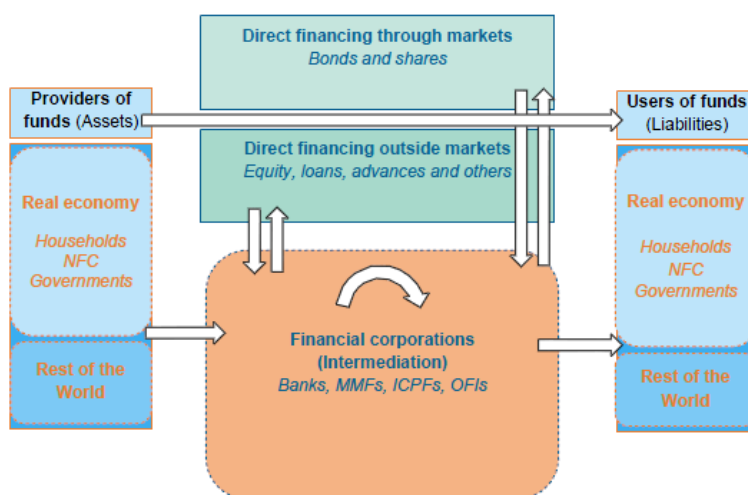 Direct financing through markets
Bonds and shares
Providers of
funds (Assets)
Users of
funds
(Liabilities)
Direct financing outside markets
Equity, loans, advances and others
Real economy
Households
NFC
Governments
Real economy
Households
NFC
Governments
Financial corporations
(Intermediation)
Banks, MMFs, ICPFs, OFIs
Rest of the
World
Rest of the
World